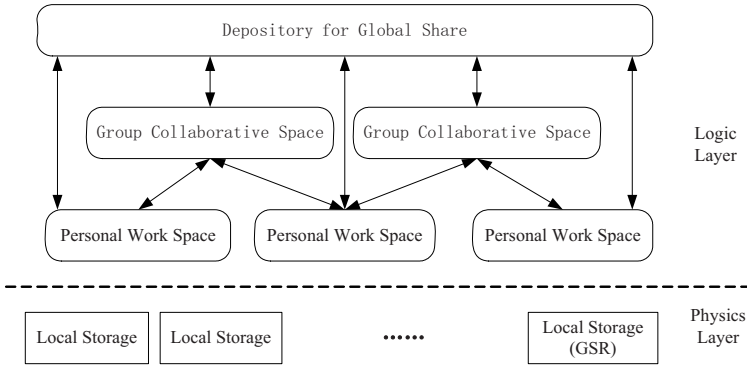 Depository for Global Share
Group Collaborative Space
Group Collaborative Space
Logic
Layer
Personal Work Space
Personal Work Space
Personal Work Space
Local Storage
Local Storage
......
Local Storage
(GSR)
Physics
Layer